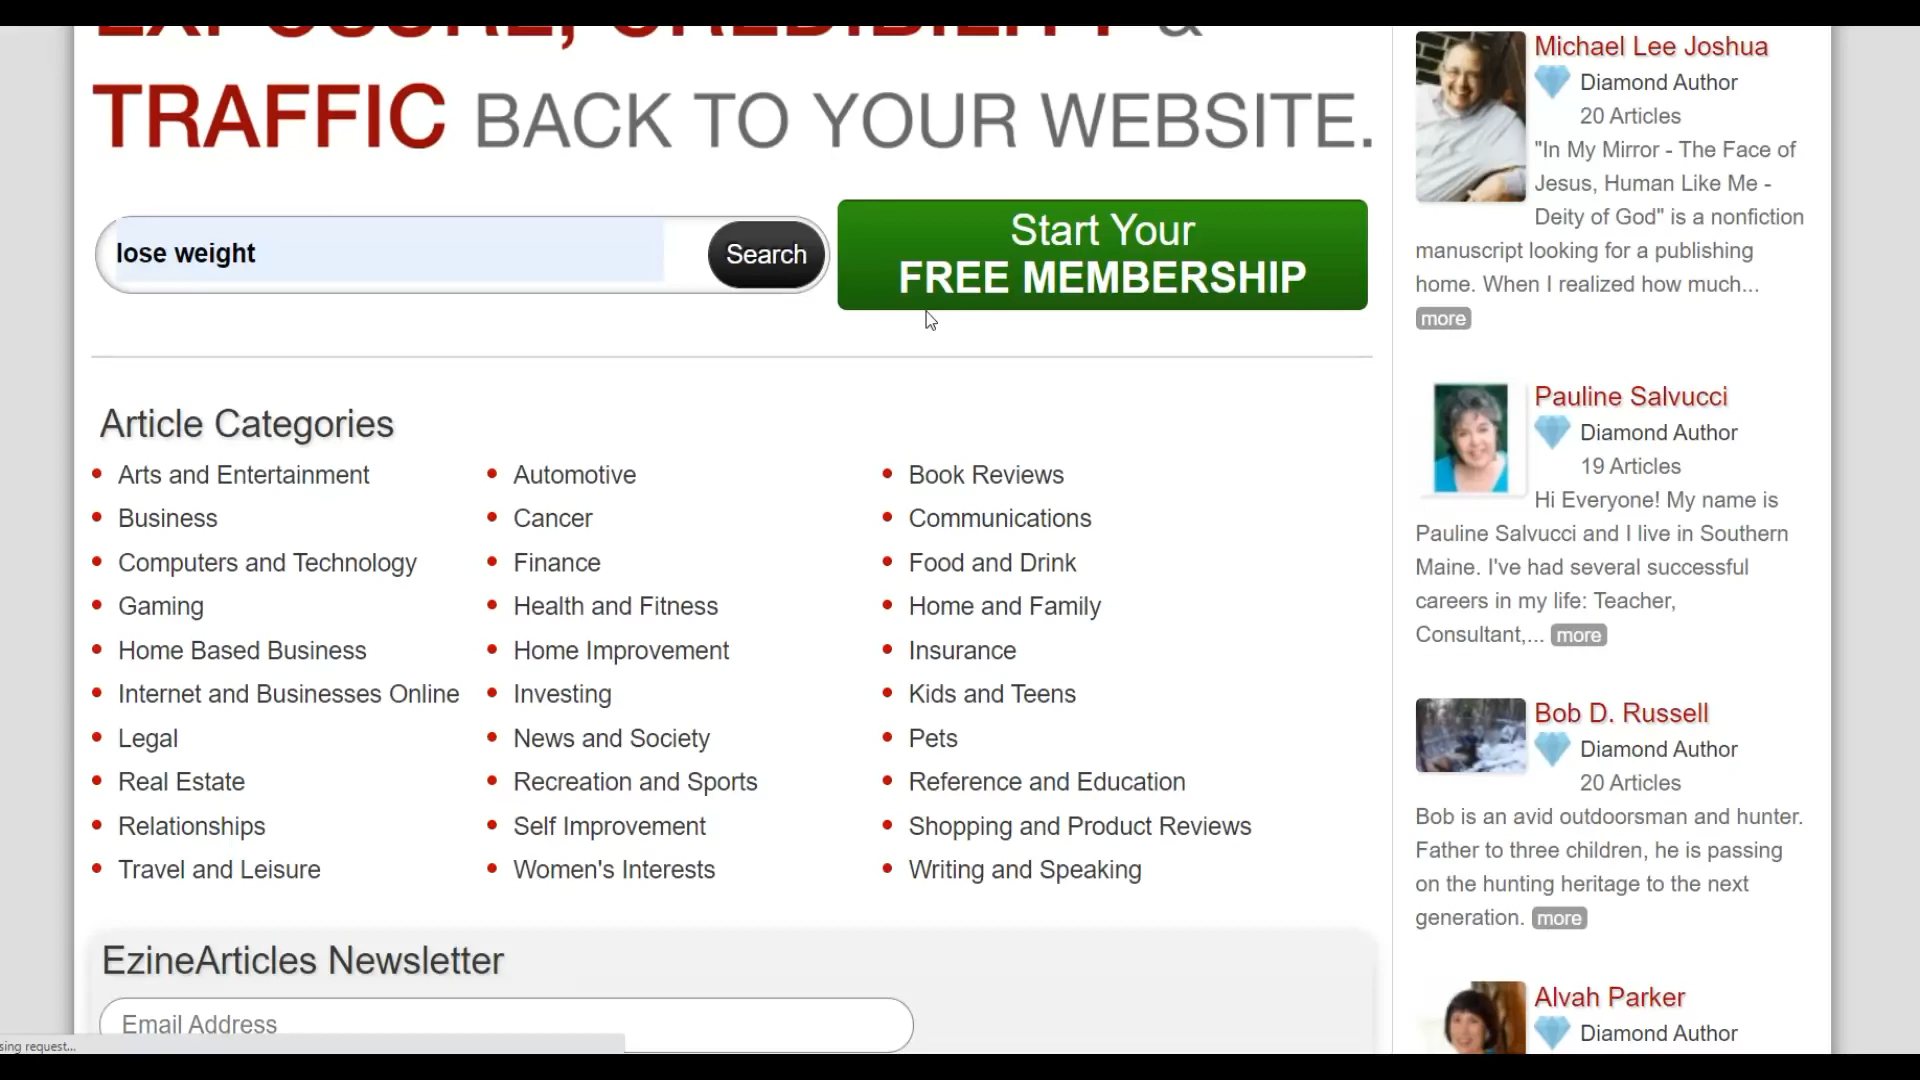 EXPOSURE, CREDIBILITY &
TRAFFIC BACK TO YOUR WEBSITE.
lose weight
Search
Start Your
FREE MEMBERSHIP
Article Categories
Arts and Entertainment
Automotive
Book Reviews
Business
Cancer
Communications
Computers and Technology
Finance
Food and Drink
Gaming
Health and Fitness
Home and Family
Home Based Business
Home Improvement
Insurance
Internet and Businesses Online
Investing
Kids and Teens
Legal
News and Society
Pets
Real Estate
Recreation and Sports
Reference and Education
Relationships
Self Improvement
Shopping and Product Reviews
Travel and Leisure
Women's Interests
Writing and Speaking
EzineArticles Newsletter
Email Address
sing request...
Michael Lee Joshua
Diamond Author
20 Articles
"In My Mirror - The Face of
Jesus, Human Like Me -
Deity of God" is a nonfiction
manuscript looking for a publishing
home. When I realized how much...
more
Pauline Salvucci
Diamond Author
19 Articles
Hi Everyone! My name is
Pauline Salvucci and I live in Southern
Maine. I've had several successful
careers in my life: Teacher,
Consultant,... more
Bob D. Russell
Diamond Author
20 Articles
Bob is an avid outdoorsman and hunter.
Father to three children, he is passing
on the hunting heritage to the next
generation. more
Alvah Parker
Diamond Author